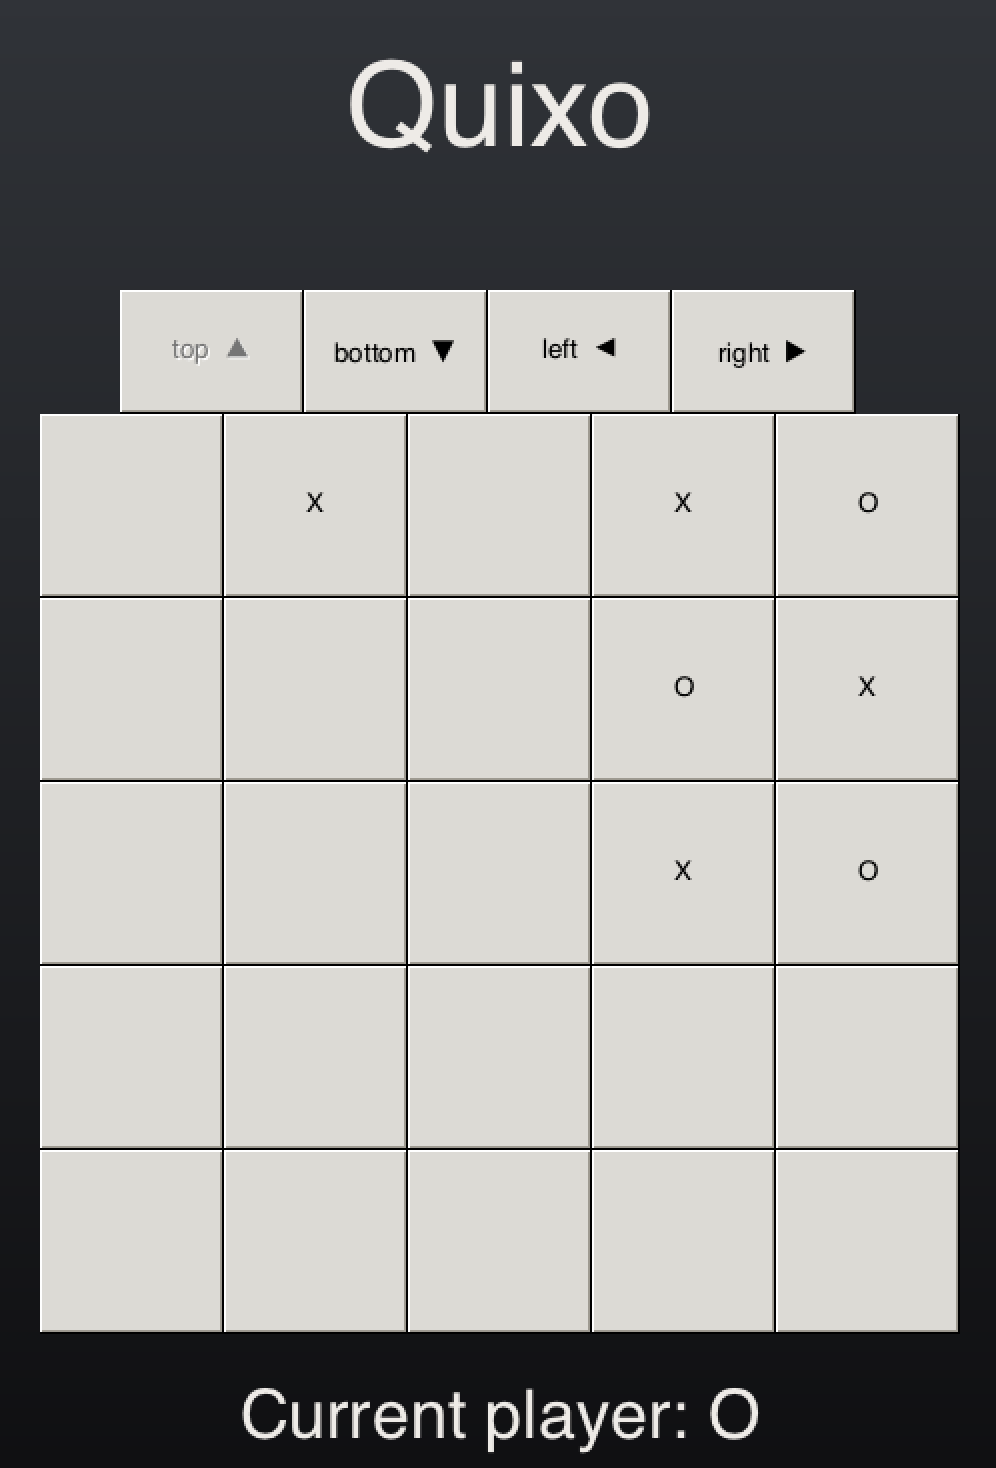 Quixo
top ▲ bottom ▼ left ◀ right ▶
X X O
O X
X O
Current player: O